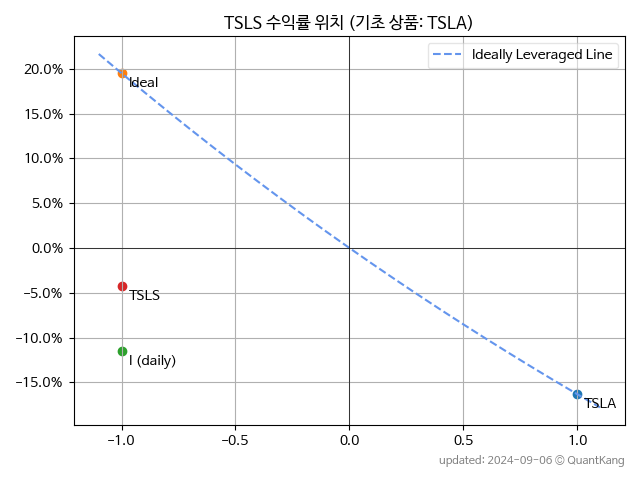 TSLS 수익률 위치 (기초 상품: TSLA)
Ideally Leveraged Line
20.0%
Ideal
15.0%
10.0%
5.0%
0.0%
−5.0%
TSLS
−10.0%
I (daily)
−15.0%
TSLA
−1.0 −0.5 0.0 0.5 1.0
updated: 2024-09-06 © QuantKang